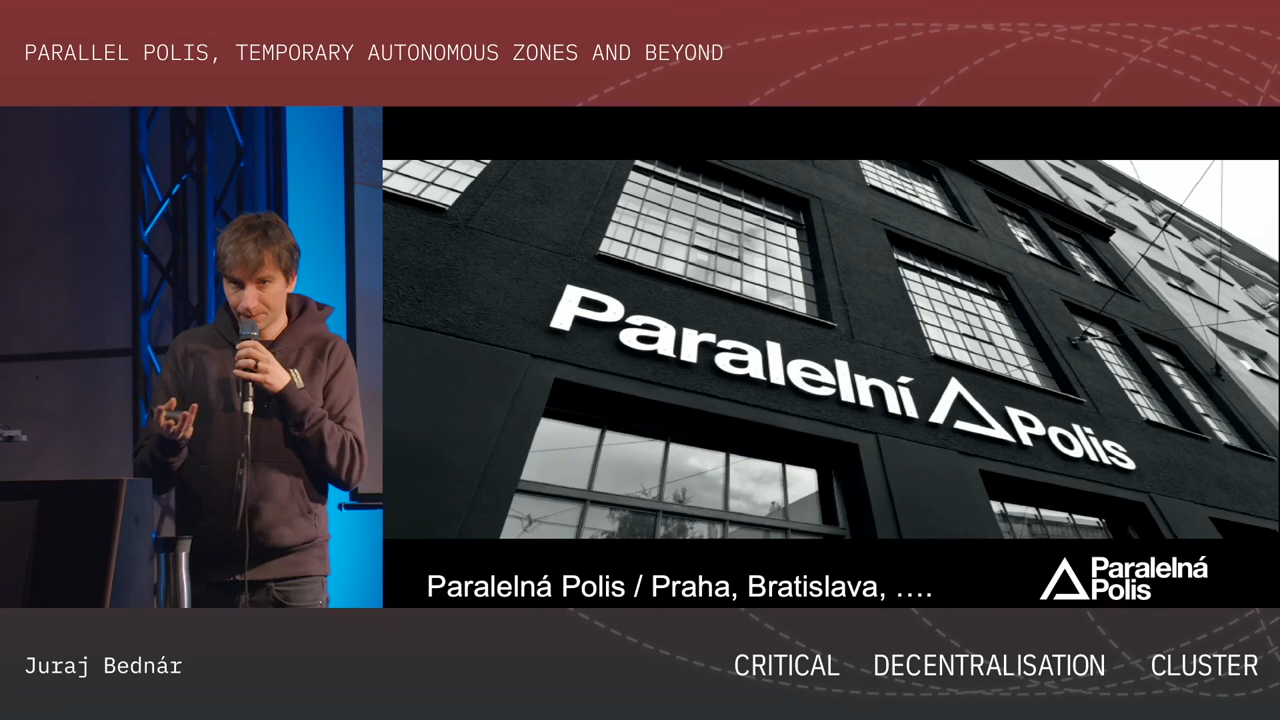 PARALLEL POLIS, TEMPORARY AUTONOMOUS ZONES AND BEYOND
Paralelní Polis
Paralelná Polis / Praha, Bratislava, ....
Paralelná
Polis
Juraj Bednár
CRITICAL DECENTRALISATION CLUSTER